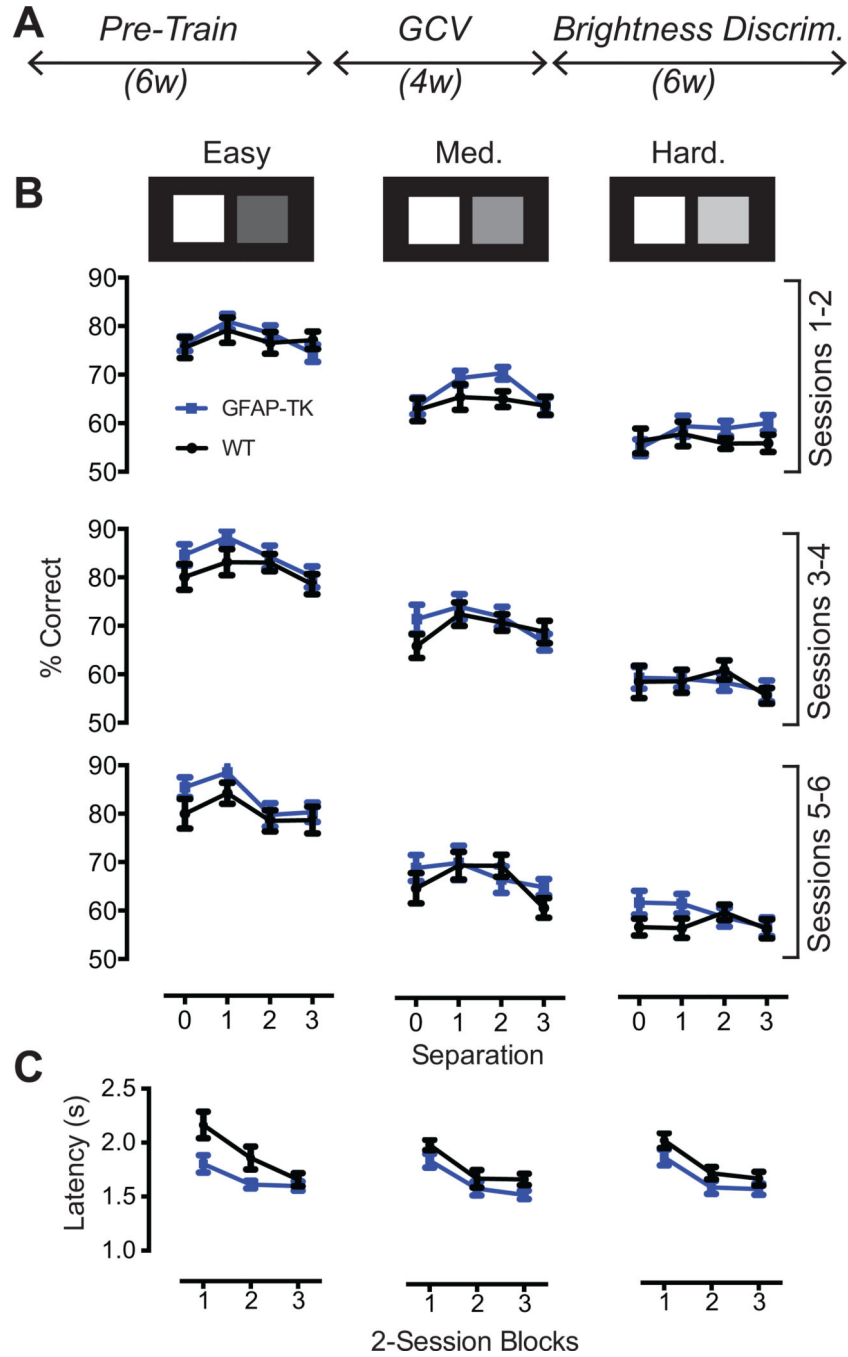 A
Pre-Train GCV Brightness Discrim.
(6w) (4w) (6w)
Easy Med. Hard.
B
90
80
70
60
50
GFAP-TK
WT
Sessions 1-2
90
80
70
60
50
% Correct
Sessions 3-4
90
80
70
60
50
Sessions 5-6
0 1 2 3 0 1 2 3 0 1 2 3
Separation
C
2.5
2.0
1.5
1.0
Latency (s)
1 2 3 1 2 3 1 2 3
2-Session Blocks